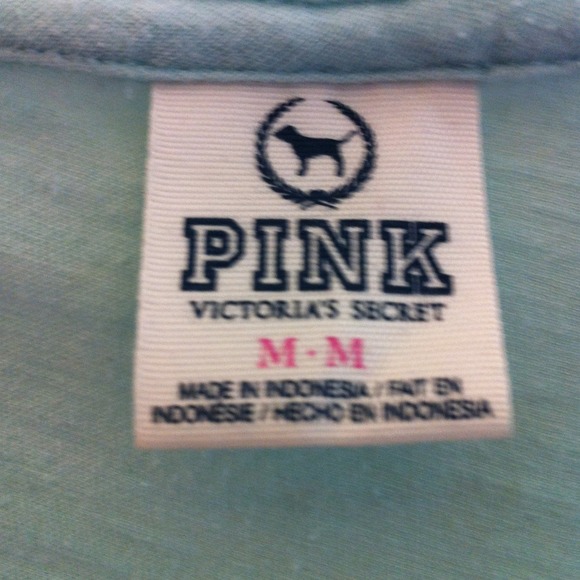 PINK
VICTORIA'S SECRET
M · M
MADE IN INDONESIA / FAIT EN
INDONÉSIE / HECHO EN INDONESIA